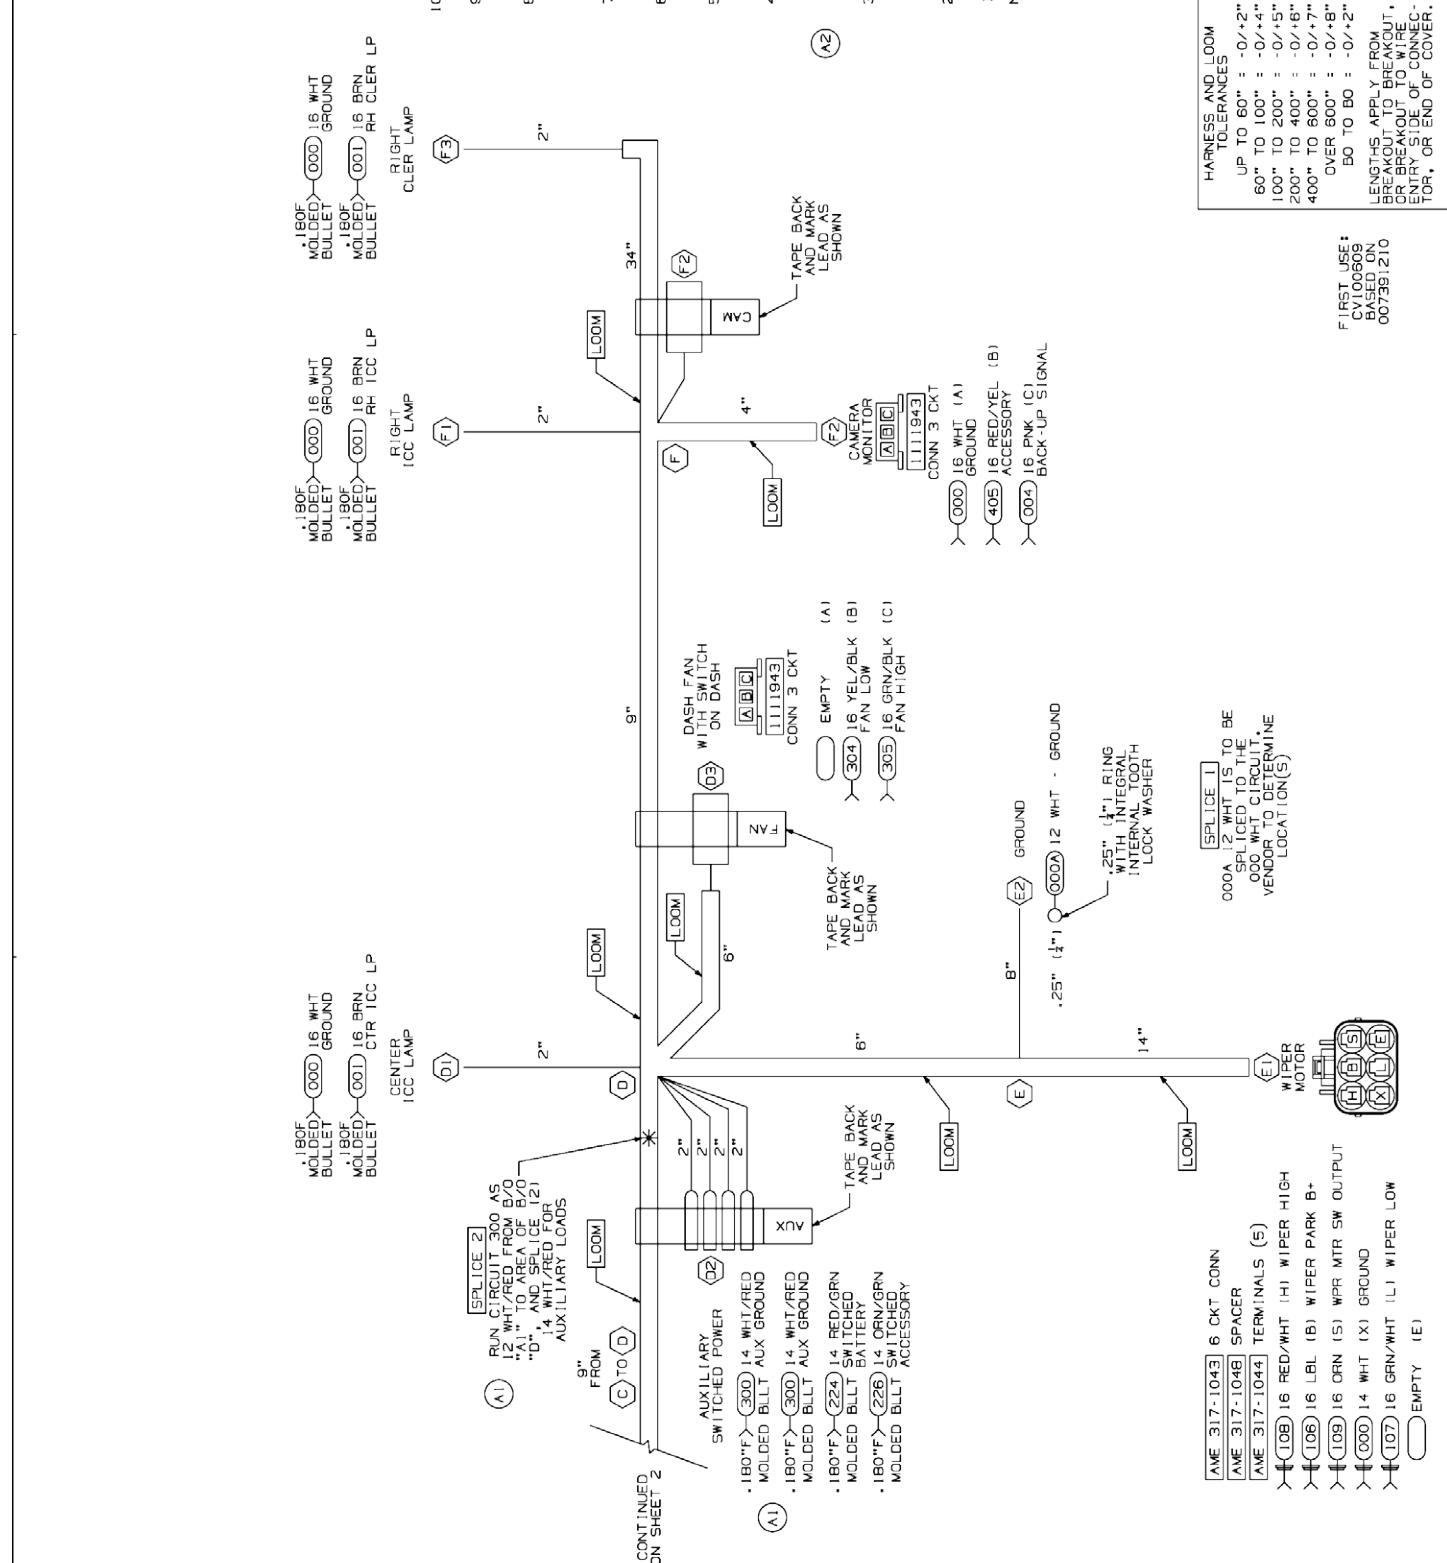 .180F
MOLDED
BULLET
000
16 WHT
GROUND
.180F
MOLDED
BULLET
001
16 BRN
CTR ICC LP
CENTER
ICC LAMP
D1
2"
.180F
MOLDED
BULLET
000
16 WHT
GROUND
.180F
MOLDED
BULLET
001
16 BRN
RH ICC LP
RIGHT
ICC LAMP
F1
2"
.180F
MOLDED
BULLET
000
16 WHT
GROUND
.180F
MOLDED
BULLET
001
16 BRN
RH CLER LP
RIGHT
CLER LAMP
F3
2"
SPLICE 2
RUN CIRCUIT 300 AS
12 WHT/RED FROM B/O
"A1" TO AREA OF B/O
"D", AND SPLICE (2)
14 WHT/RED FOR
AUXILIARY LOADS
A1
9"
FROM
C TO D
LOOM
D
LOOM
9"
LOOM
34"
CONTINUED
ON SHEET 2
AUXILIARY
SWITCHED POWER
D2
2"
2"
2"
2"
AUX
TAPE BACK
AND MARK
LEAD AS
SHOWN
.180"F 300 14 WHT/RED
MOLDED BLLT AUX GROUND
.180"F 300 14 WHT/RED
MOLDED BLLT AUX GROUND
.180"F 224 14 RED/GRN
MOLDED BLLT SWITCHED
BATTERY
.180"F 226 14 ORN/GRN
MOLDED BLLT SWITCHED
ACCESSORY
A1
LOOM
6"
FAN
D3
TAPE BACK
AND MARK
LEAD AS
SHOWN
DASH FAN
WITH SWITCH
ON DASH
A B C
1111943
CONN 3 CKT
EMPTY (A)
304 16 YEL/BLK (B)
FAN LOW
305 16 GRN/BLK (C)
FAN HIGH
F
LOOM
4"
CAM
F2
TAPE BACK
AND MARK
LEAD AS
SHOWN
F2
CAMERA
MONITOR
A B C
1111943
CONN 3 CKT
000 16 WHT (A)
GROUND
405 16 RED/YEL (B)
ACCESSORY
004 16 PNK (C)
BACK-UP SIGNAL
A2
6"
LOOM
E
8"
E2 GROUND
.25" (¼") 000A 12 WHT - GROUND
.25" (¼") RING
WITH INTEGRAL
INTERNAL TOOTH
LOCK WASHER
14"
LOOM
E1
WIPER
MOTOR
H B S
X L E
SPLICE 1
000A 12 WHT IS TO BE
SPLICED TO THE
000 WHT CIRCUIT.
VENDOR TO DETERMINE
LOCATION(S)
AME 317-1043 6 CKT CONN
AME 317-1048 SPACER
AME 317-1044 TERMINALS (5)
108 16 RED/WHT (H) WIPER HIGH
106 16 LBL (B) WIPER PARK B+
109 16 ORN (S) WPR MTR SW OUTPUT
000 14 WHT (X) GROUND
107 16 GRN/WHT (L) WIPER LOW
EMPTY (E)
FIRST USE:
CV100609
BASED ON
007391210
HARNESS AND LOOM
TOLERANCES
UP TO 60" = -0/+2"
60" TO 100" = -0/+4"
100" TO 200" = -0/+5"
200" TO 400" = -0/+6"
400" TO 600" = -0/+7"
OVER 600" = -0/+8"
BO TO BO = -0/+2"
LENGTHS APPLY FROM
BREAKOUT TO BREAKOUT,
OR BREAKOUT TO WIRE
ENTRY SIDE OF CONNEC-
TOR, OR END OF COVER.